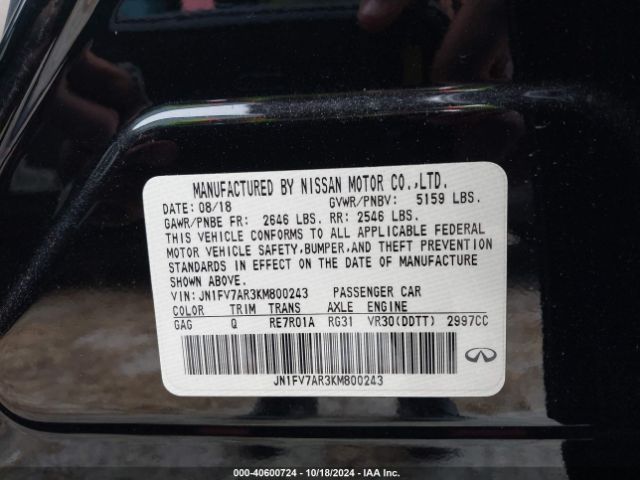 MANUFACTURED BY NISSAN MOTOR CO.,LTD.
DATE: 08/18 GVWR/PNBV: 5159 LBS.
GAWR/PNBE FR: 2646 LBS. RR: 2546 LBS.
THIS VEHICLE CONFORMS TO ALL APPLICABLE FEDERAL
MOTOR VEHICLE SAFETY, BUMPER, AND THEFT PREVENTION
STANDARDS IN EFFECT ON THE DATE OF MANUFACTURE
SHOWN ABOVE.
VIN: JN1FV7AR3KM800243 PASSENGER CAR
COLOR TRIM TRANS AXLE ENGINE
GAG Q RE7R01A RG31 VR30(DDTT) 2997CC
JN1FV7AR3KM800243
000-40600724 - 10/18/2024 - IAA Inc.